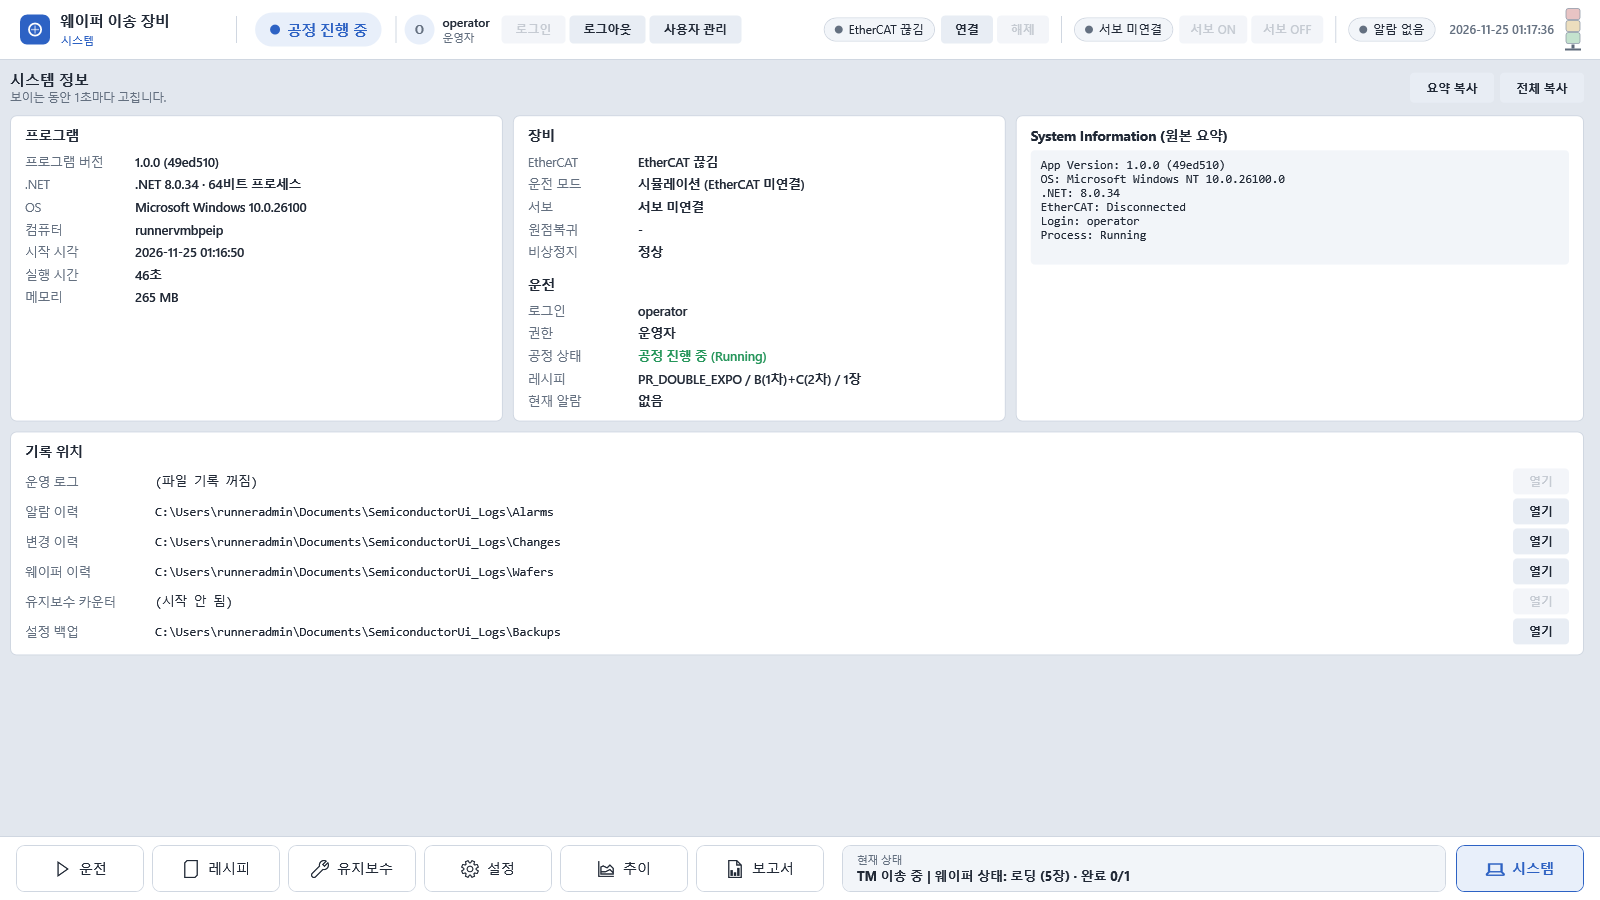 웨이퍼 이송 장비
시스템
공정 진행 중
O
operator
운영자
로그인
로그아웃
사용자 관리
EtherCAT 끊김
연결
해제
서보 미연결
서보 ON
서보 OFF
알람 없음
2026-11-25 01:17:36
시스템 정보
보이는 동안 1초마다 고칩니다.
요약 복사
전체 복사
프로그램
프로그램 버전 1.0.0 (49ed510)
.NET .NET 8.0.34 · 64비트 프로세스
OS Microsoft Windows 10.0.26100
컴퓨터 runnervmbpeip
시작 시각 2026-11-25 01:16:50
실행 시간 46초
메모리 265 MB
장비
EtherCAT EtherCAT 끊김
운전 모드 시뮬레이션 (EtherCAT 미연결)
서보 서보 미연결
원점복귀 -
비상정지 정상
운전
로그인 operator
권한 운영자
공정 상태 공정 진행 중 (Running)
레시피 PR_DOUBLE_EXPO / B(1차)+C(2차) / 1장
현재 알람 없음
System Information (원본 요약)
App Version: 1.0.0 (49ed510)
OS: Microsoft Windows NT 10.0.26100.0
.NET: 8.0.34
EtherCAT: Disconnected
Login: operator
Process: Running
기록 위치
운영 로그 (파일 기록 꺼짐) 열기
알람 이력 C:\Users\runneradmin\Documents\SemiconductorUi_Logs\Alarms 열기
변경 이력 C:\Users\runneradmin\Documents\SemiconductorUi_Logs\Changes 열기
웨이퍼 이력 C:\Users\runneradmin\Documents\SemiconductorUi_Logs\Wafers 열기
유지보수 카운터 (시작 안 됨) 열기
설정 백업 C:\Users\runneradmin\Documents\SemiconductorUi_Logs\Backups 열기
운전
레시피
유지보수
설정
추이
보고서
현재 상태
TM 이송 중 | 웨이퍼 상태: 로딩 (5장) · 완료 0/1
시스템